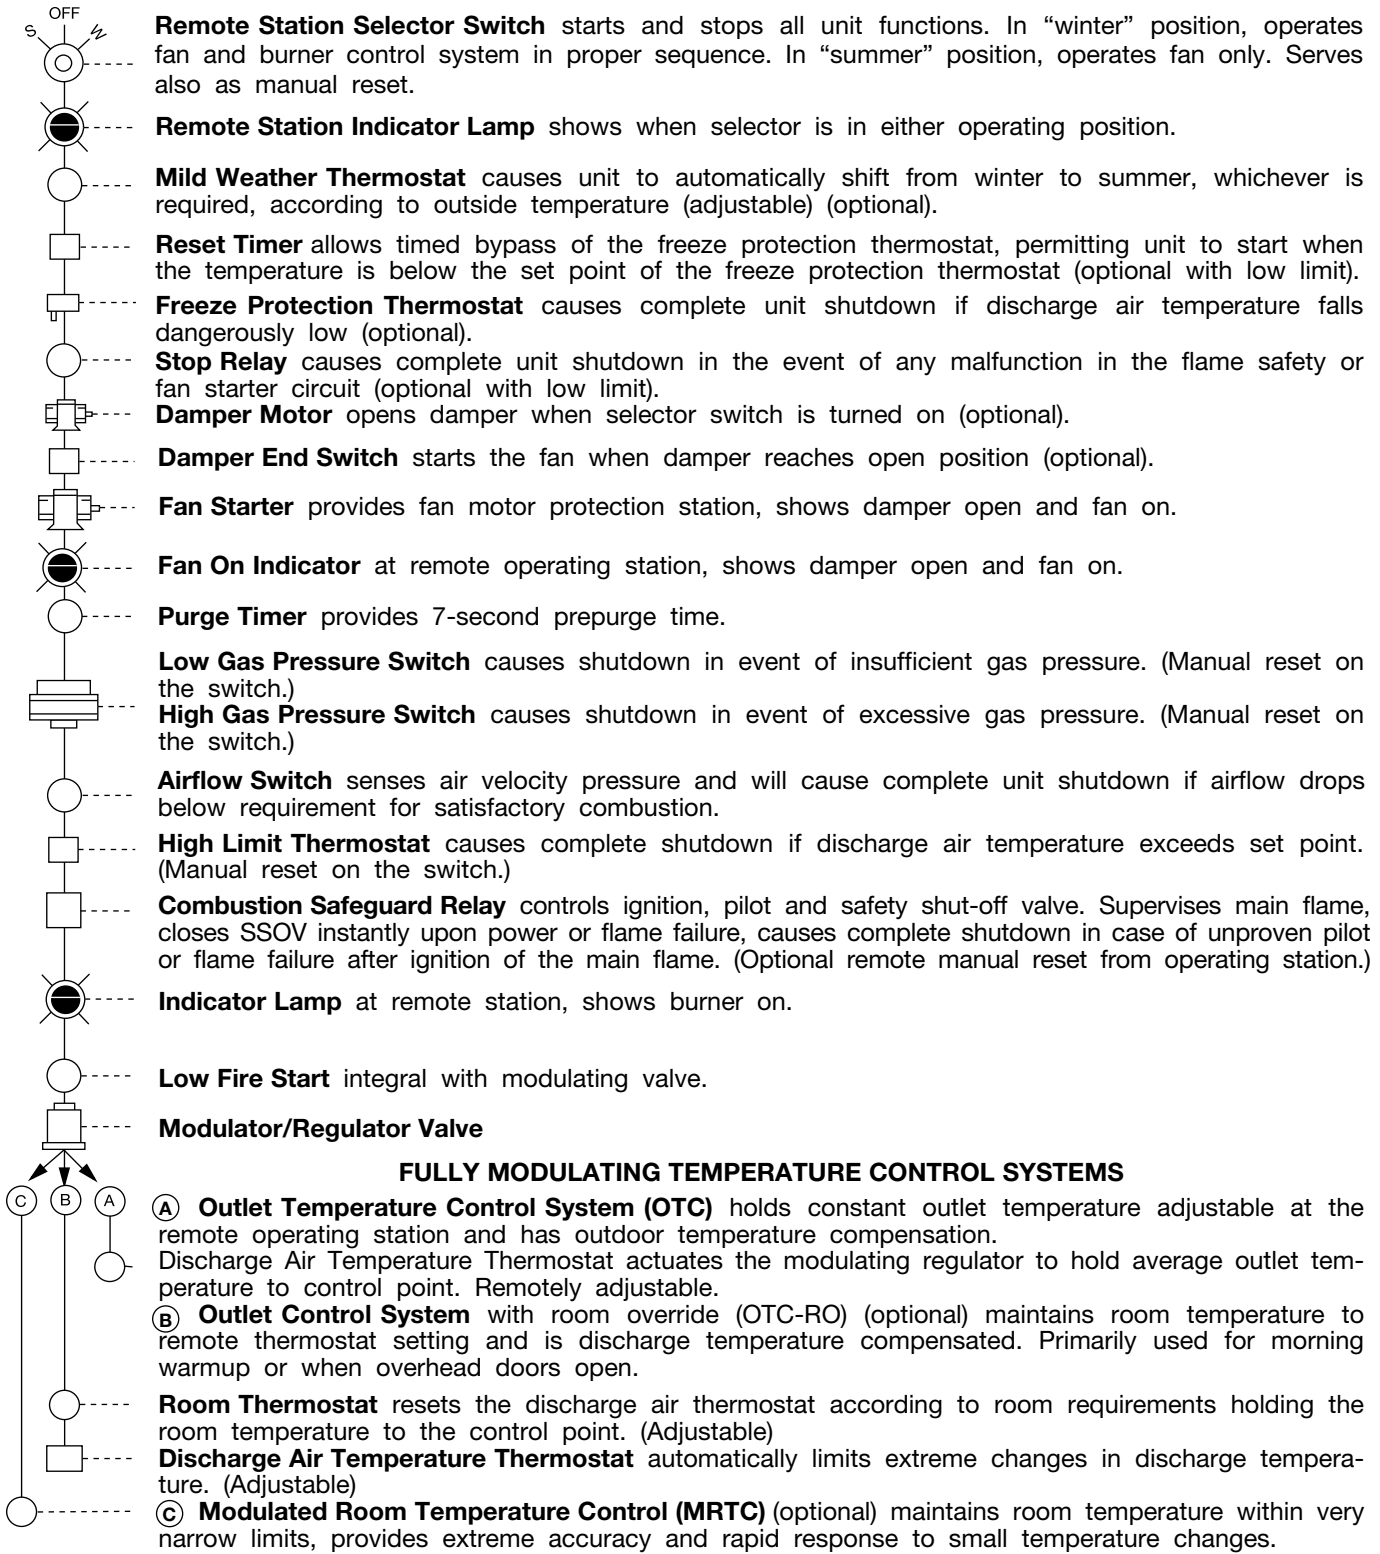 OFF
S W
Remote Station Selector Switch starts and stops all unit functions. In “winter” position, operates
fan and burner control system in proper sequence. In “summer” position, operates fan only. Serves
also as manual reset.
Remote Station Indicator Lamp shows when selector is in either operating position.
Mild Weather Thermostat causes unit to automatically shift from winter to summer, whichever is
required, according to outside temperature (adjustable) (optional).
Reset Timer allows timed bypass of the freeze protection thermostat, permitting unit to start when
the temperature is below the set point of the freeze protection thermostat (optional with low limit).
Freeze Protection Thermostat causes complete unit shutdown if discharge air temperature falls
dangerously low (optional).
Stop Relay causes complete unit shutdown in the event of any malfunction in the flame safety or
fan starter circuit (optional with low limit).
Damper Motor opens damper when selector switch is turned on (optional).
Damper End Switch starts the fan when damper reaches open position (optional).
Fan Starter provides fan motor protection station, shows damper open and fan on.
Fan On Indicator at remote operating station, shows damper open and fan on.
Purge Timer provides 7-second prepurge time.
Low Gas Pressure Switch causes shutdown in event of insufficient gas pressure. (Manual reset on
the switch.)
High Gas Pressure Switch causes shutdown in event of excessive gas pressure. (Manual reset on
the switch.)
Airflow Switch senses air velocity pressure and will cause complete unit shutdown if airflow drops
below requirement for satisfactory combustion.
High Limit Thermostat causes complete shutdown if discharge air temperature exceeds set point.
(Manual reset on the switch.)
Combustion Safeguard Relay controls ignition, pilot and safety shut-off valve. Supervises main flame,
closes SSOV instantly upon power or flame failure, causes complete shutdown in case of unproven pilot
or flame failure after ignition of the main flame. (Optional remote manual reset from operating station.)
Indicator Lamp at remote station, shows burner on.
Low Fire Start integral with modulating valve.
Modulator/Regulator Valve
FULLY MODULATING TEMPERATURE CONTROL SYSTEMS
C B A
A Outlet Temperature Control System (OTC) holds constant outlet temperature adjustable at the
remote operating station and has outdoor temperature compensation.
Discharge Air Temperature Thermostat actuates the modulating regulator to hold average outlet tem-
perature to control point. Remotely adjustable.
B Outlet Control System with room override (OTC-RO) (optional) maintains room temperature to
remote thermostat setting and is discharge temperature compensated. Primarily used for morning
warmup or when overhead doors open.
Room Thermostat resets the discharge air thermostat according to room requirements holding the
room temperature to the control point. (Adjustable)
Discharge Air Temperature Thermostat automatically limits extreme changes in discharge tempera-
ture. (Adjustable)
C Modulated Room Temperature Control (MRTC) (optional) maintains room temperature within very
narrow limits, provides extreme accuracy and rapid response to small temperature changes.